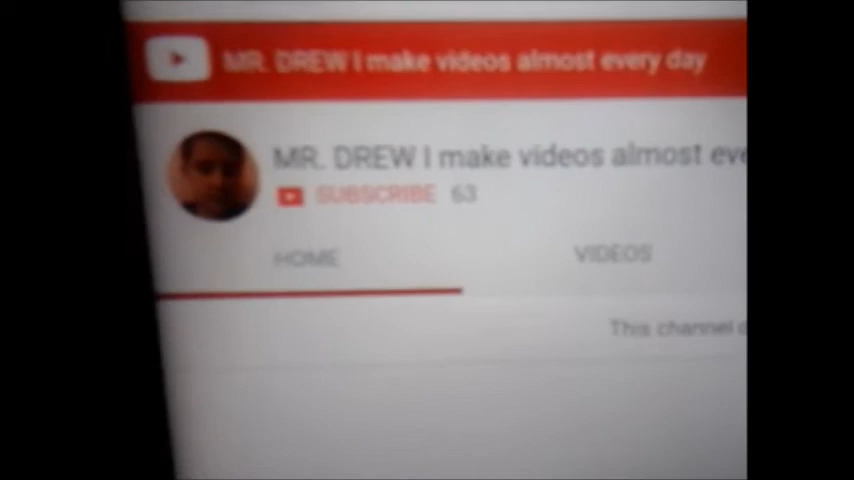 MR. DREW I make videos almost every day
MR. DREW I make videos almost eve
SUBSCRIBE 63
HOME VIDEOS
This channel